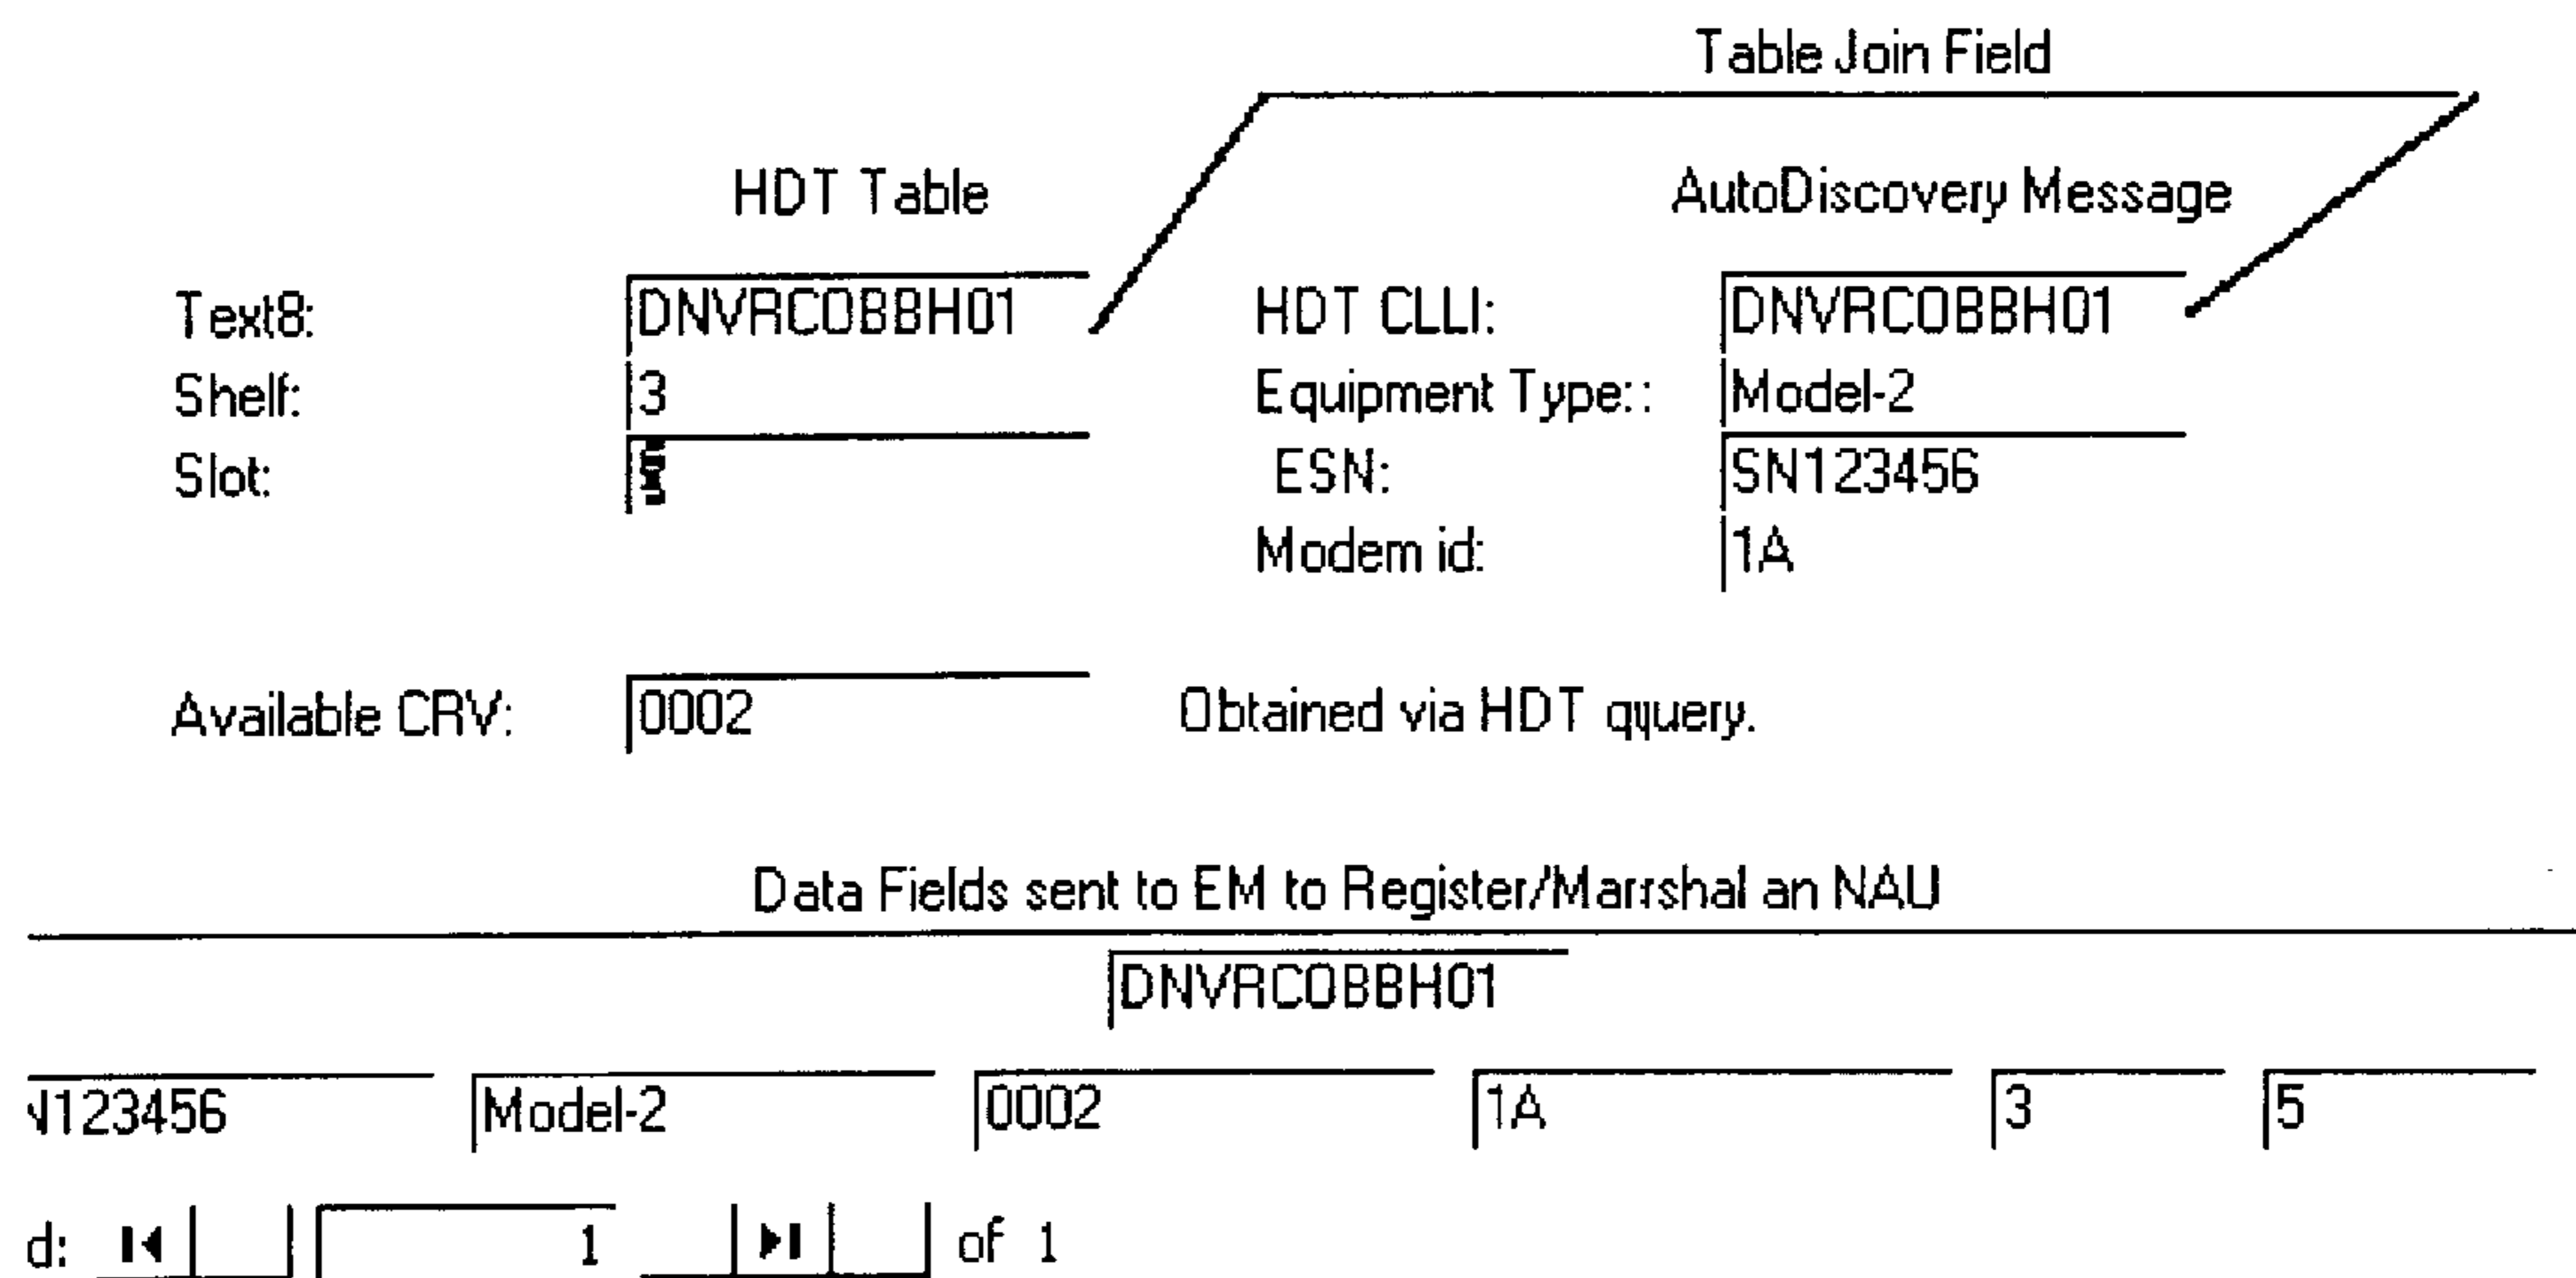 Table Join Field
HDT Table
AutoDiscovery Message
Text8: DNVRCOBBH01 HDT CLLI: DNVRCOBBH01
Shelf: 3 Equipment Type:: Model-2
Slot: ESN: SN123456
Modem id: 1A
Available CRV: 0002 Obtained via HDT qyuery.
Data Fields sent to EM to Register/Marrshal an NAU
DNVRCOBBH01
N123456 Model-2 0002 1A 3 5
d: 1 of 1